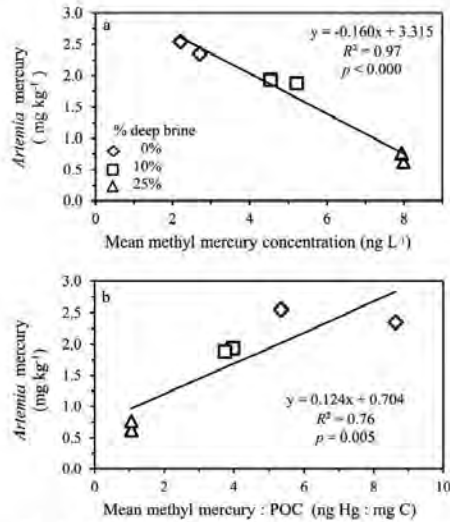 a
y = -0.160x + 3.315
R² = 0.97
p < 0.000
Artemia mercury
( mg kg⁻¹)
3.0
2.5
2.0
1.5
1.0
0.5
0.0
% deep brine
0%
10%
25%
0 2 4 6 8 10
Mean methyl mercury concentration (ng L⁻¹)
b
Artemia mercury
(mg kg⁻¹)
3.0
2.5
2.0
1.5
1.0
0.5
0.0
y = 0.124x + 0.704
R² = 0.76
p = 0.005
0 2 4 6 8 10
Mean methyl mercury : POC (ng Hg : mg C)